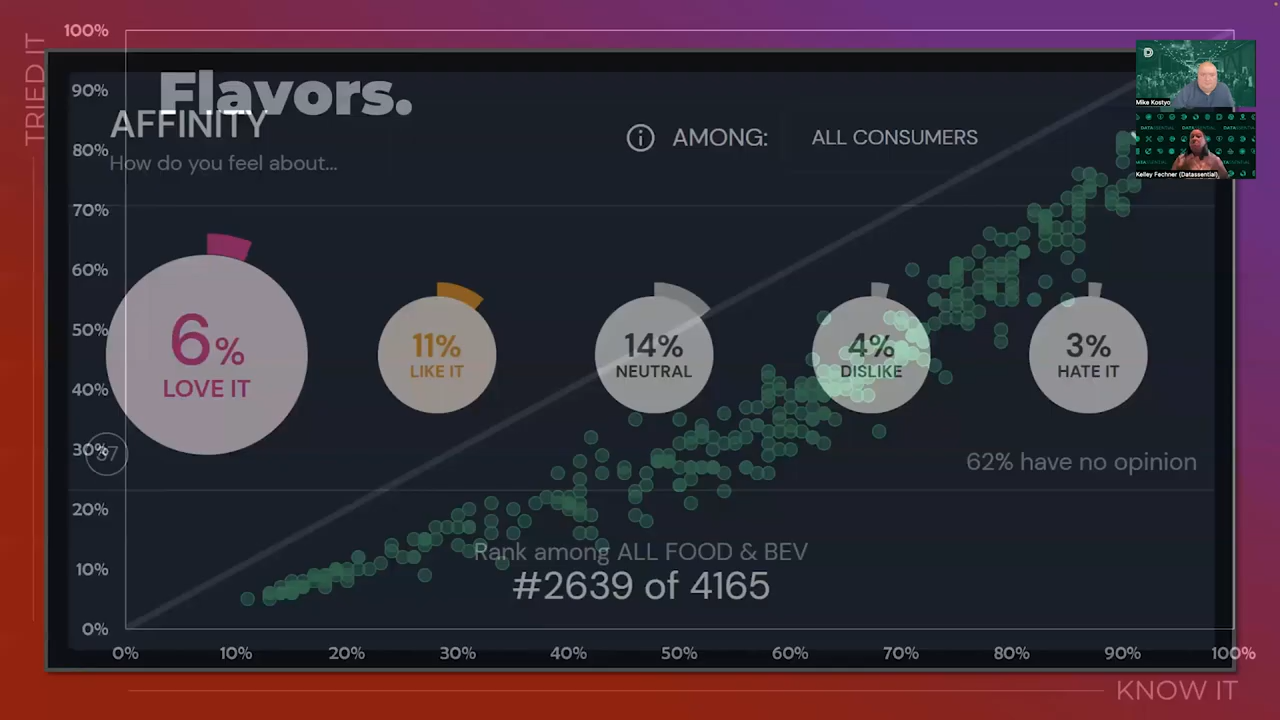 TRIED IT
100%
90%
80%
70%
60%
50%
40%
30%
20%
10%
0%
Flavors.
AFFINITY
How do you feel about...
AMONG:
ALL CONSUMERS
6%
LOVE IT
11%
LIKE IT
14%
NEUTRAL
4%
DISLIKE
3%
HATE IT
62% have no opinion
Rank among ALL FOOD & BEV
#2639 of 4165
0%
10%
20%
30%
40%
50%
60%
70%
80%
90%
100%
KNOW IT
Mike Kostyo
Kelley Fechner (Datassential)